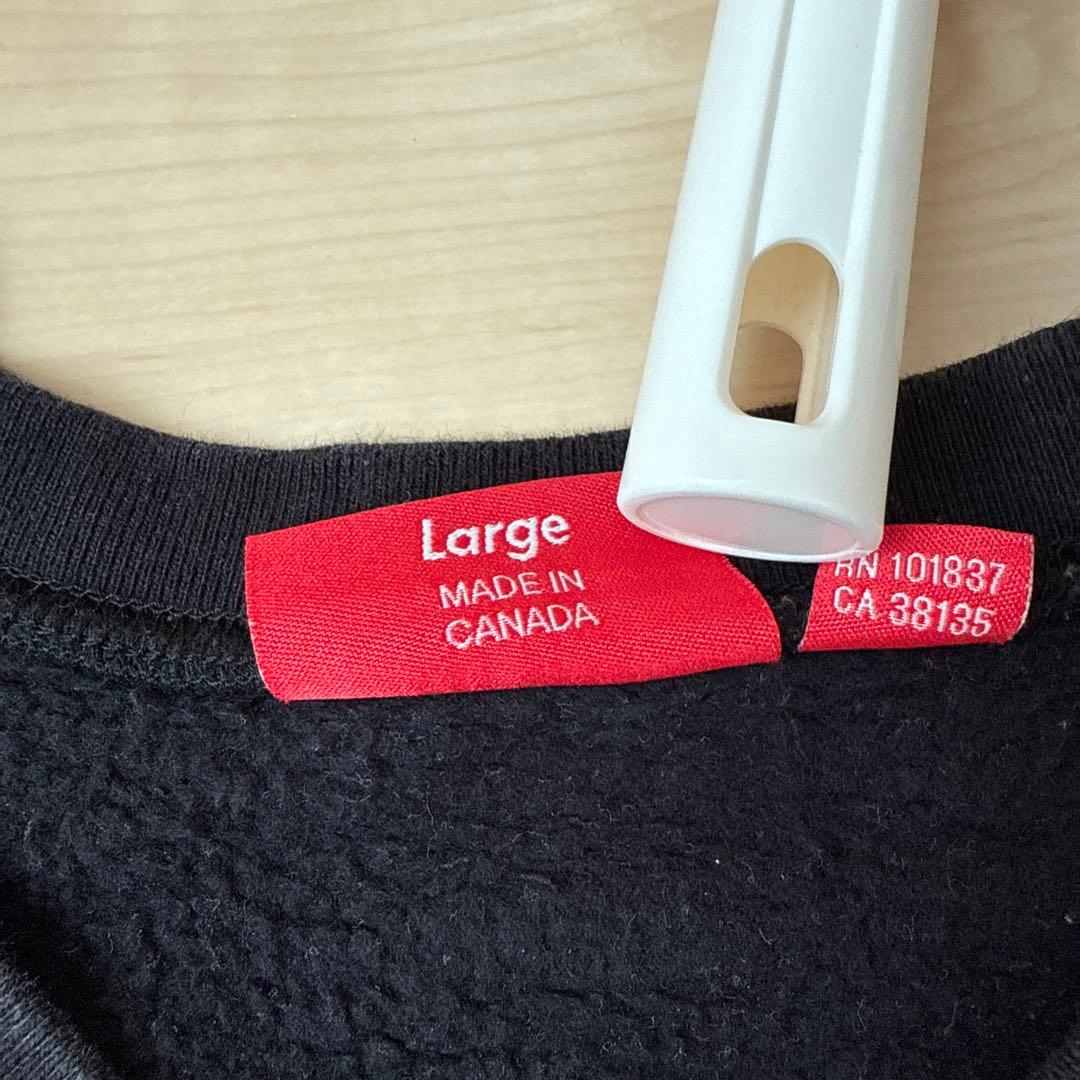 Large
MADE IN
CANADA
RN 101837
CA 38135